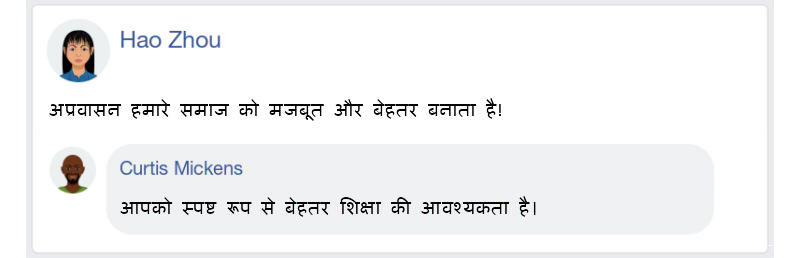 Hao Zhou
अप्रवासन हमारे समाज को मजबूत और बेहतर बनाता है!
Curtis Mickens
आपको स्पष्ट रूप से बेहतर शिक्षा की आवश्यकता है।